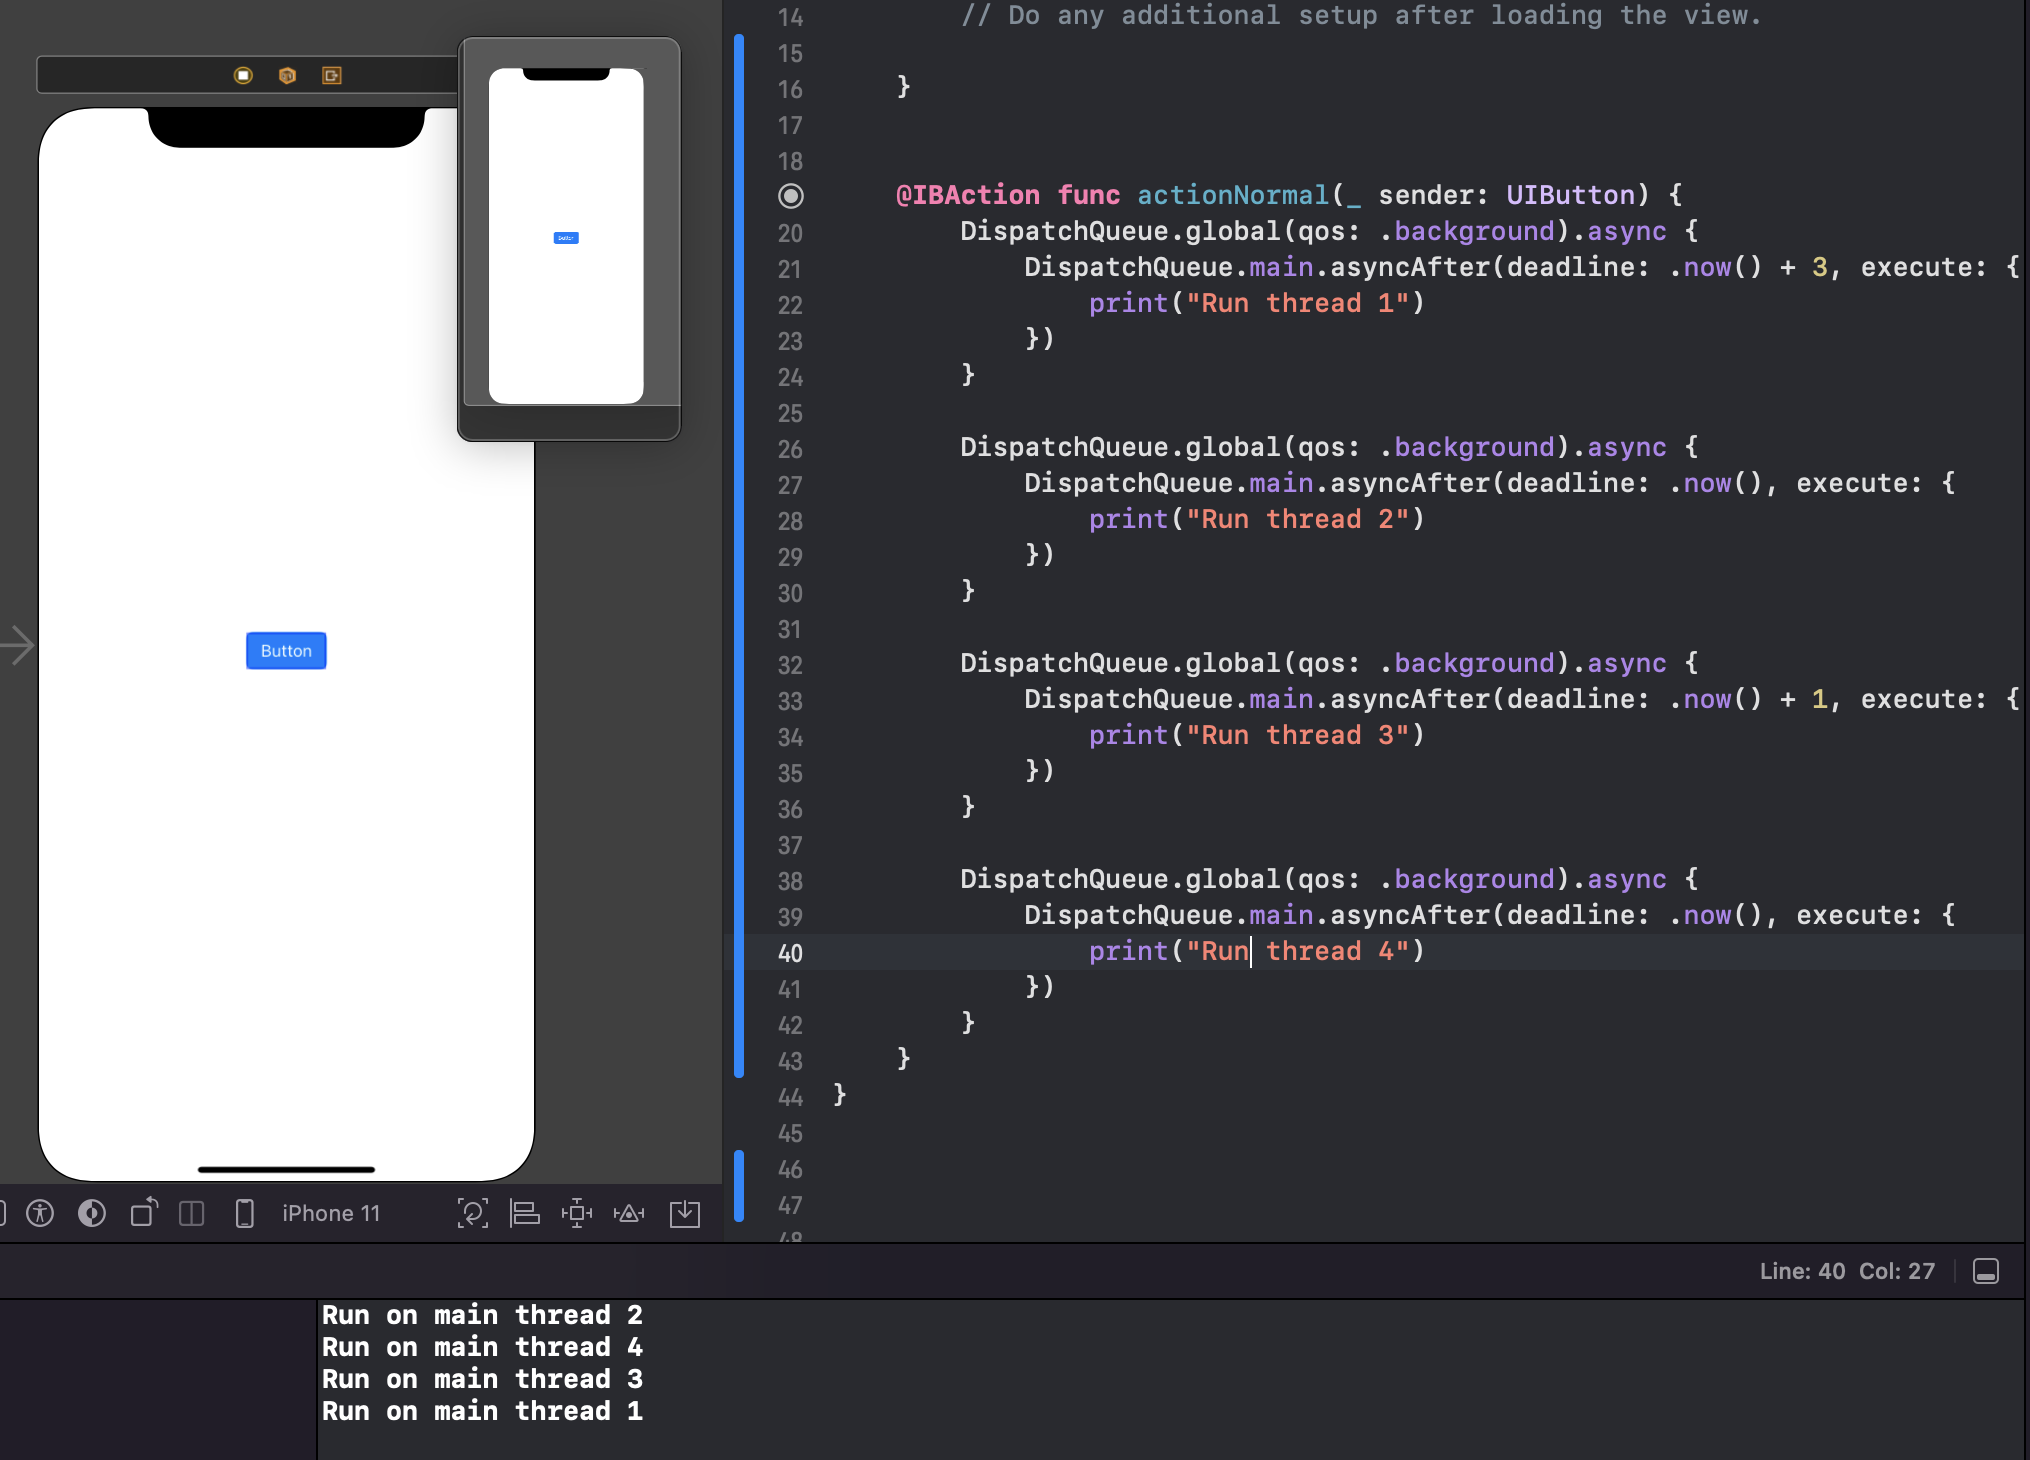 Button
Button
iPhone 11
14 // Do any additional setup after loading the view.
15
16 }
17
18
@IBAction func actionNormal(_ sender: UIButton) {
20 DispatchQueue.global(qos: .background).async {
21 DispatchQueue.main.asyncAfter(deadline: .now() + 3, execute: {
22 print("Run thread 1")
23 })
24 }
25
26 DispatchQueue.global(qos: .background).async {
27 DispatchQueue.main.asyncAfter(deadline: .now(), execute: {
28 print("Run thread 2")
29 })
30 }
31
32 DispatchQueue.global(qos: .background).async {
33 DispatchQueue.main.asyncAfter(deadline: .now() + 1, execute: {
34 print("Run thread 3")
35 })
36 }
37
38 DispatchQueue.global(qos: .background).async {
39 DispatchQueue.main.asyncAfter(deadline: .now(), execute: {
40 print("Run thread 4")
41 })
42 }
43 }
44 }
45
46
47
48
Line: 40 Col: 27
Run on main thread 2
Run on main thread 4
Run on main thread 3
Run on main thread 1